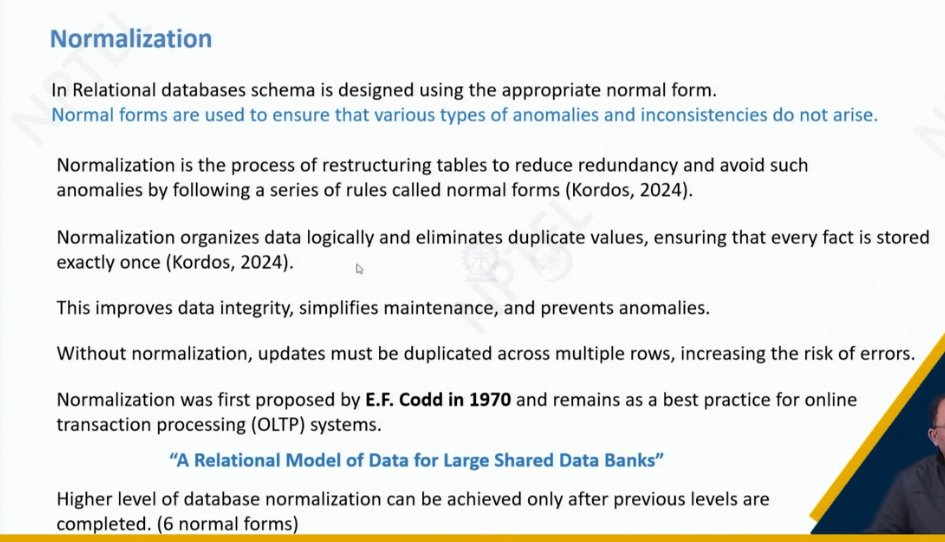 Normalization
In Relational databases schema is designed using the appropriate normal form.
Normal forms are used to ensure that various types of anomalies and inconsistencies do not arise.
Normalization is the process of restructuring tables to reduce redundancy and avoid such
anomalies by following a series of rules called normal forms (Kordos, 2024).
Normalization organizes data logically and eliminates duplicate values, ensuring that every fact is stored
exactly once (Kordos, 2024).
This improves data integrity, simplifies maintenance, and prevents anomalies.
Without normalization, updates must be duplicated across multiple rows, increasing the risk of errors.
Normalization was first proposed by E.F. Codd in 1970 and remains as a best practice for online
transaction processing (OLTP) systems.
“A Relational Model of Data for Large Shared Data Banks”
Higher level of database normalization can be achieved only after previous levels are
completed. (6 normal forms)
NPTEL
NPTEL